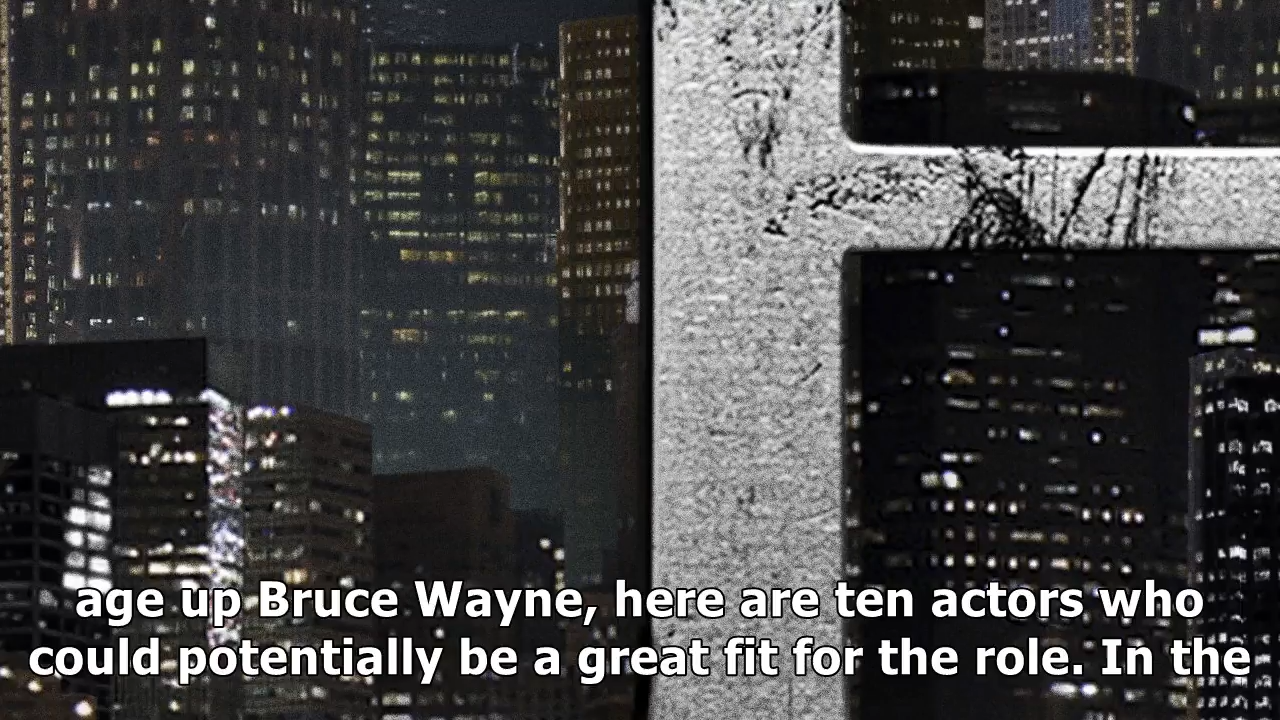 age up Bruce Wayne, here are ten actors who
could potentially be a great fit for the role. In the